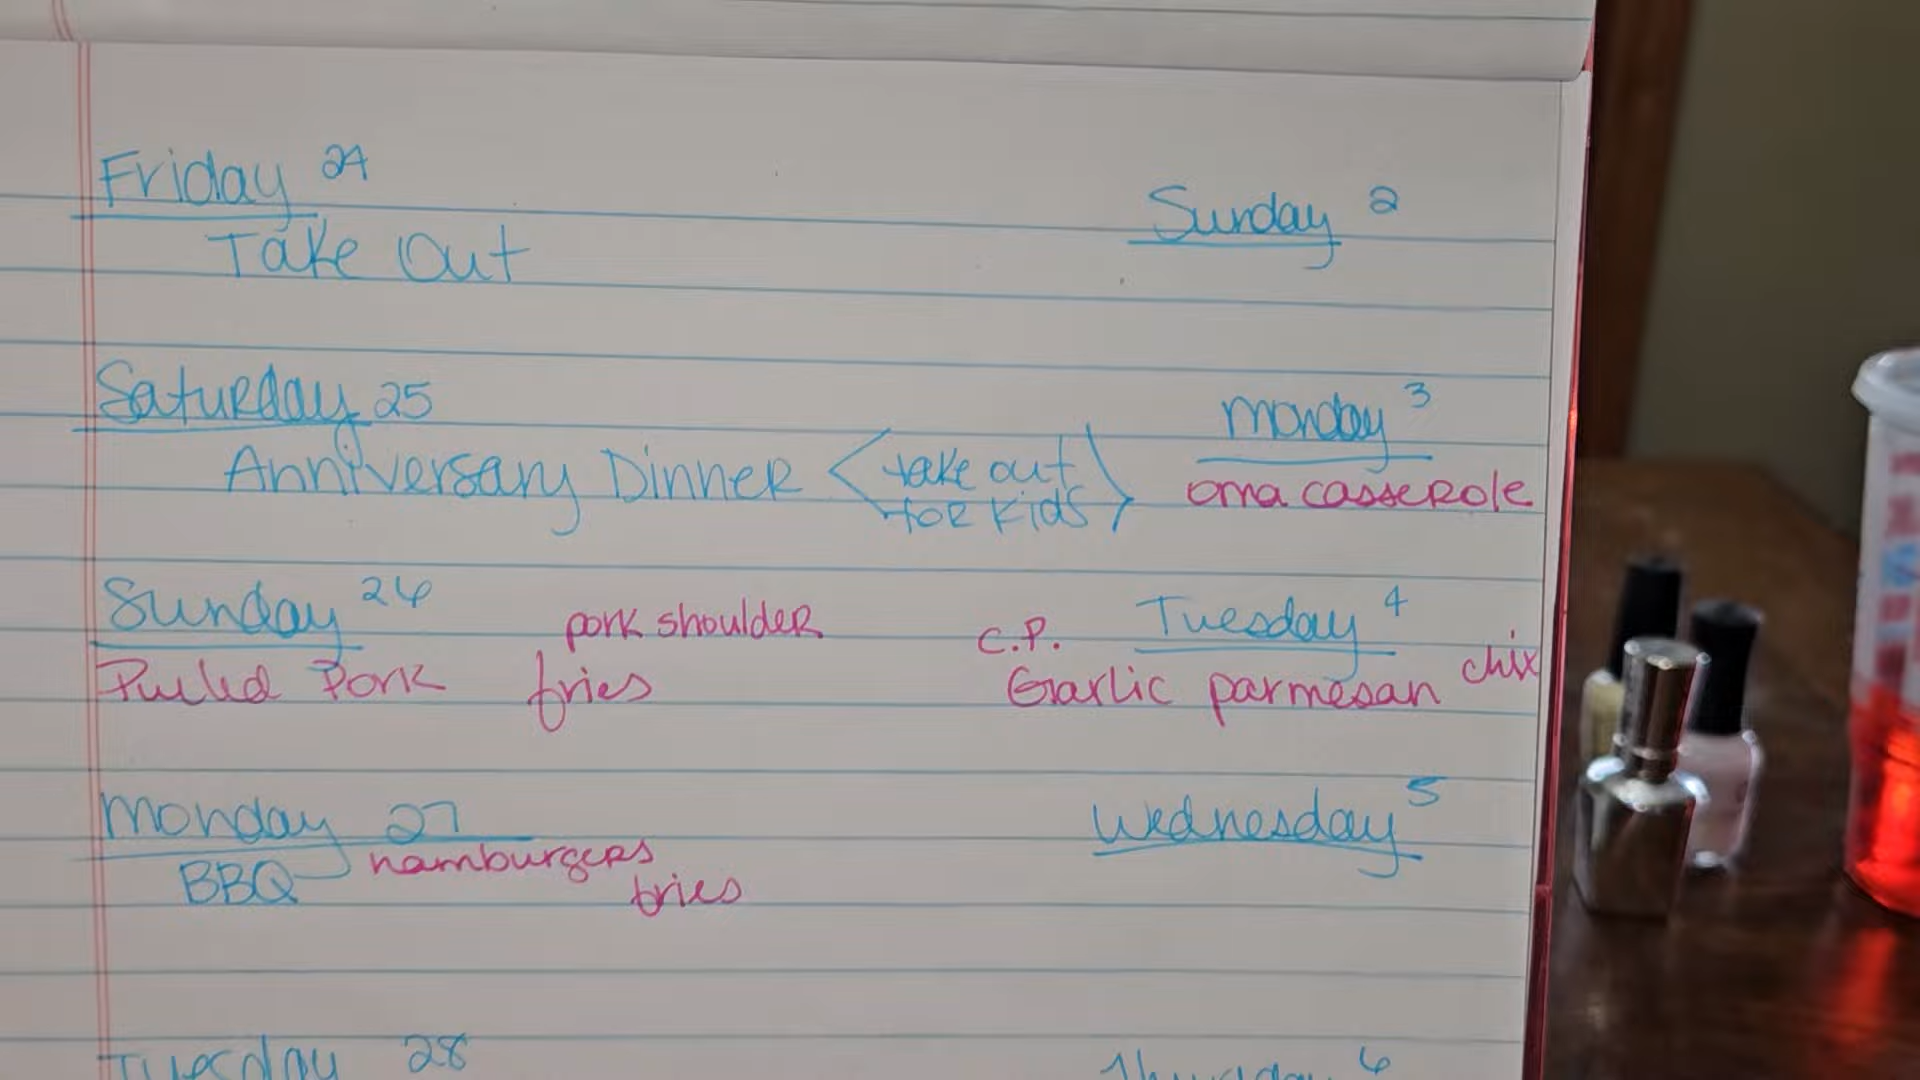 Friday 24
Take Out
Saturday 25
Anniversary Dinner <take out
for kids>
Sunday 26
pork shoulder
Pulled Pork fries
Monday 27
BBQ hamburgers
fries
Tuesday 28
Sunday 2
Monday 3
oma casserole
Tuesday 4
C.P.
Garlic parmesan chix
Wednesday 5
Thursday 6